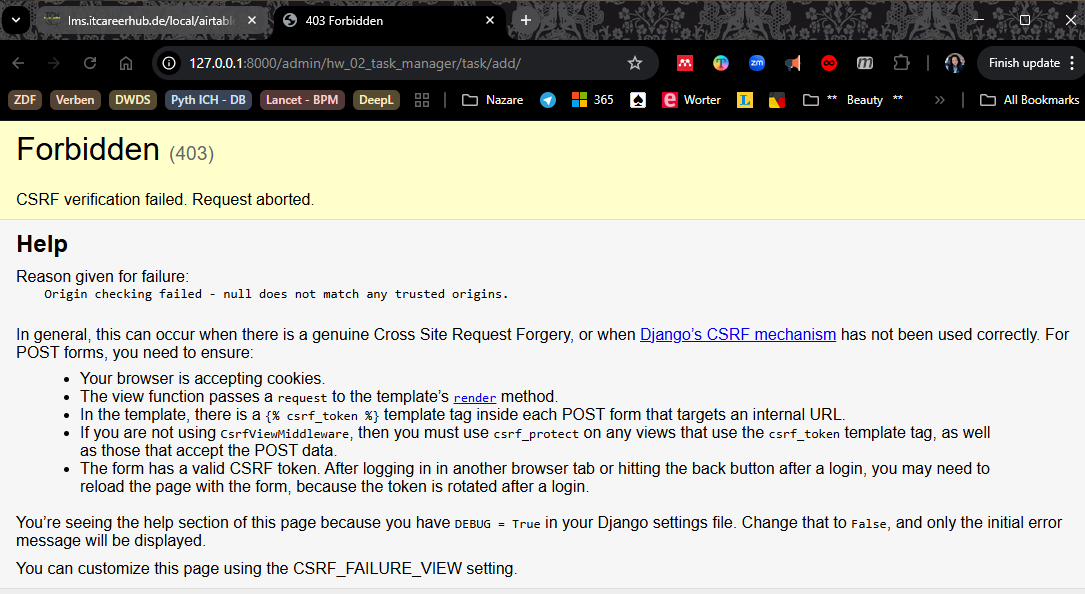 lms.itcareerhub.de/local/airtabl
403 Forbidden
127.0.0.1:8000/admin/hw_02_task_manager/task/add/
zm
m
Finish update
ZDF
Verben
DWDS
Pyth ICH - DB
Lancet - BPM
DeepL
Nazare
365
e
Worter
L
** Beauty **
All Bookmarks
Forbidden (403)
CSRF verification failed. Request aborted.
Help
Reason given for failure:
Origin checking failed - null does not match any trusted origins.
In general, this can occur when there is a genuine Cross Site Request Forgery, or when Django's CSRF mechanism has not been used correctly. For
POST forms, you need to ensure:
• Your browser is accepting cookies.
• The view function passes a request to the template's render method.
• In the template, there is a {% csrf_token %} template tag inside each POST form that targets an internal URL.
• If you are not using CsrfViewMiddleware, then you must use csrf_protect on any views that use the csrf_token template tag, as well
as those that accept the POST data.
• The form has a valid CSRF token. After logging in in another browser tab or hitting the back button after a login, you may need to
reload the page with the form, because the token is rotated after a login.
You're seeing the help section of this page because you have DEBUG = True in your Django settings file. Change that to False, and only the initial error
message will be displayed.
You can customize this page using the CSRF_FAILURE_VIEW setting.